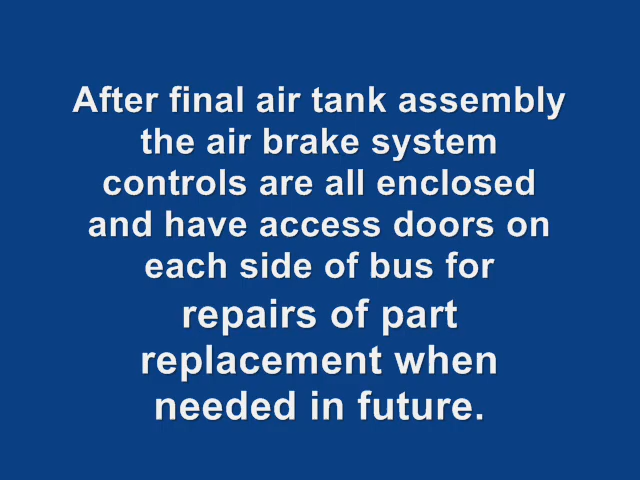 After final air tank assembly
the air brake system
controls are all enclosed
and have access doors on
each side of bus for
repairs of part
replacement when
needed in future.